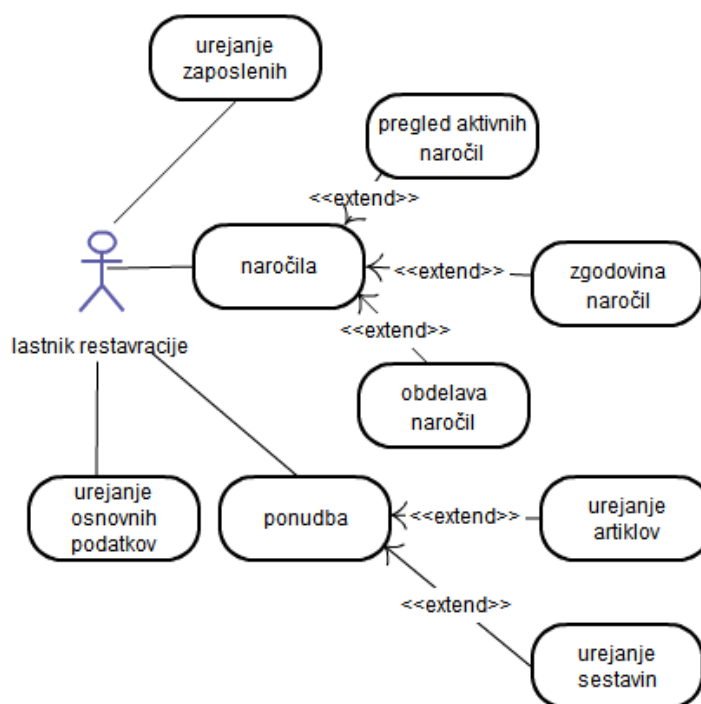 urejanje
zaposlenih
pregled aktivnih
naročil
<<extend>>
naročila
<<extend>>
zgodovina
naročil
<<extend>>
lastnik restavracije
obdelava
naročil
urejanje
osnovnih
podatkov
ponudba
<<extend>>
urejanje
artiklov
<<extend>>
urejanje
sestavin